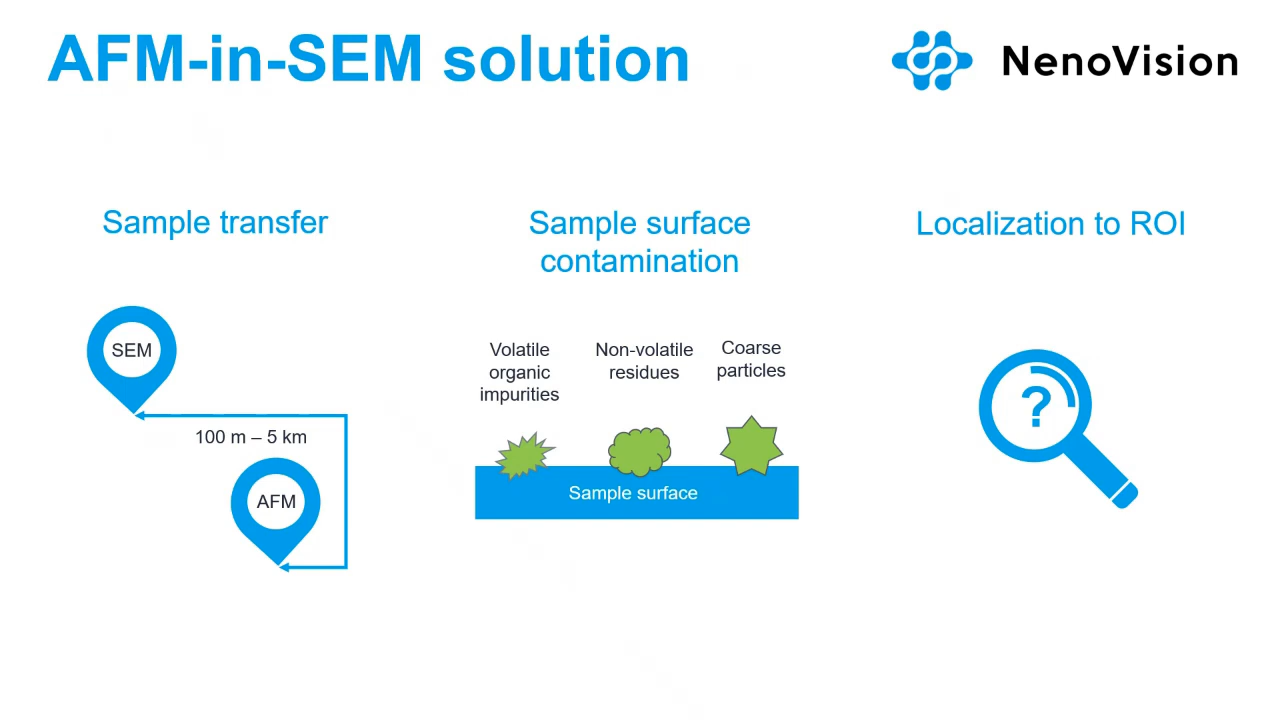 AFM-in-SEM solution
NenoVision
Sample transfer
SEM
100 m – 5 km
AFM
Sample surface
contamination
Volatile
organic
impurities
Non-volatile
residues
Coarse
particles
Sample surface
Localization to ROI
?